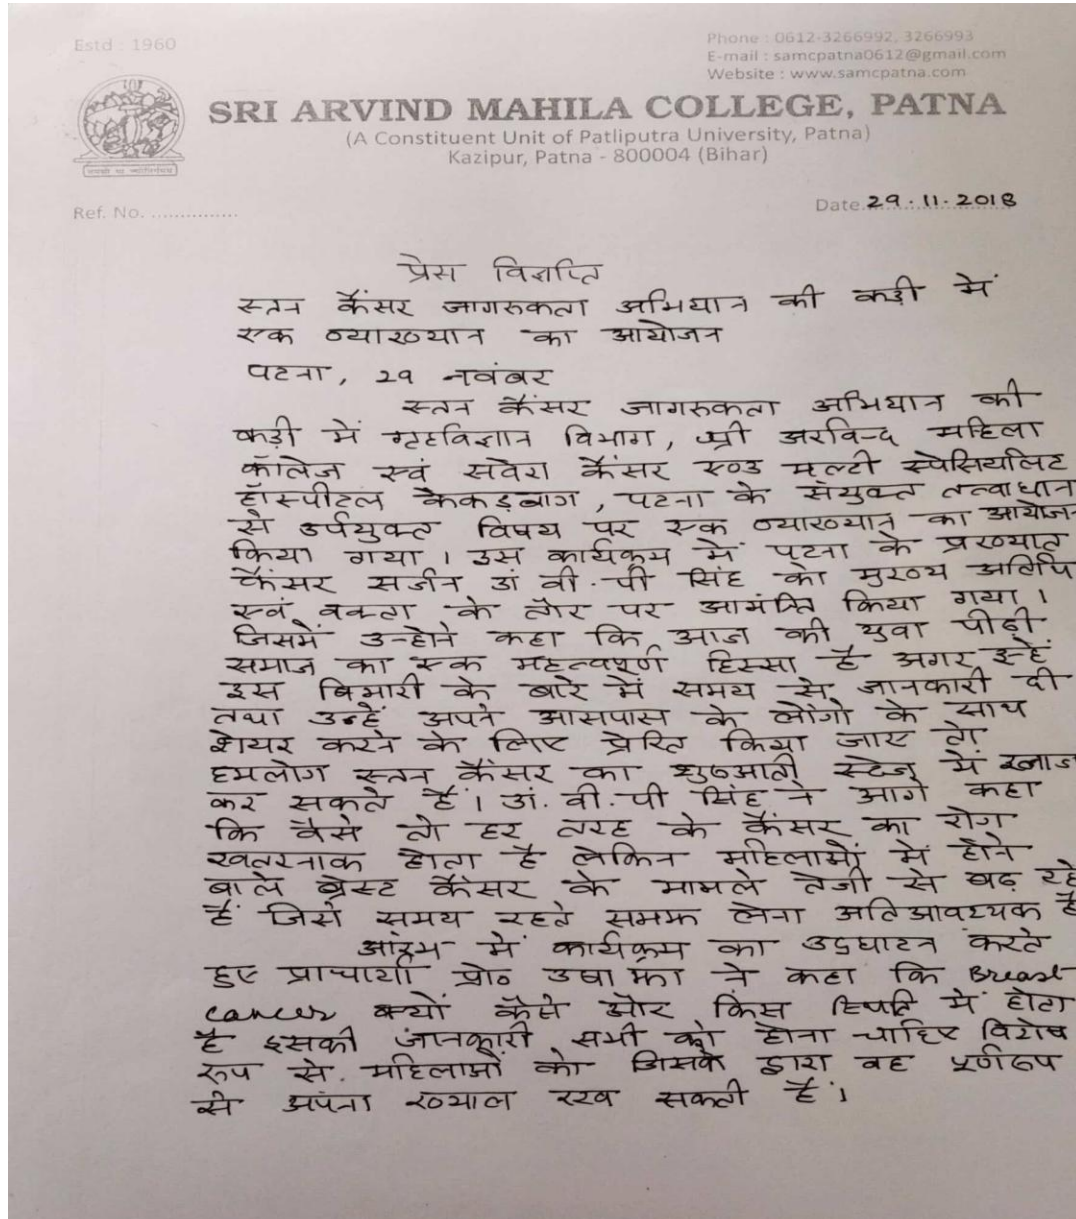 Estd : 1960
Phone : 0612-3266992, 3266993
E-mail : samcpatna0612@gmail.com
Website : www.samcpatna.com
SRI ARVIND MAHILA COLLEGE, PATNA
(A Constituent Unit of Patliputra University, Patna)
Kazipur, Patna - 800004 (Bihar)
Ref. No. ...............
Date. 29.11.2018
प्रेस विज्ञप्ति
स्तन कैंसर जागरुकता अभियान की कड़ी में
एक व्याख्यान का आयोजन
पटना, 29 नवंबर
स्तन कैंसर जागरुकता अभियान की
कड़ी में गृहविज्ञान विभाग, श्री अरविन्द महिला
कॉलेज एवं सवेरा कैंसर एण्ड मल्टी स्पेसियलिट
हॉस्पीटल कंकड़बाग, पटना के संयुक्त तत्वाधान
से उर्पयुक्त विषय पर एक व्याख्यान का आयोजन
किया गया। उस कार्यक्रम में पटना के प्रख्यात
कैंसर सर्जन डॉ वी.पी सिंह को मुख्य अतिथि
एवं वक्ता के तौर पर आमंत्रित किया गया।
जिसमें उन्होने कहा कि आज की युवा पीढ़ी
समाज का एक महत्वपूर्ण हिस्सा है अगर इन्हें
इस बिमारी के बारे में समय से जानकारी दी
तथा उन्हें अपने आसपास के लोंगो के साथ
शेयर करने के लिए प्रेरित किया जाए तो
हमलोग स्तन कैंसर का शुरुआती स्टेज में इलाज
कर सकते हैं। डॉ. वी.पी सिंह ने आगे कहा
कि वैसे तो हर तरह के कैंसर का रोग
खतरनाक होता है लेकिन महिलाओं में होने
वाले ब्रेस्ट कैंसर के मामले तेजी से बढ़ रहे
हैं जिसे समय रहते समझ लेना अतिआवश्यक है
में कार्यक्रम का उद्घाटन करते
हुए प्राचार्या प्रो० उषा झा ने कहा कि Breast
cancer क्यों कैसे और किस स्थिति में होता
है इसकी जानकारी सभी को होना चाहिए विशेष
रूप से महिलाओं को जिसके द्वारा वह पूर्णरूप
से अपना ख्याल रख सकती है।